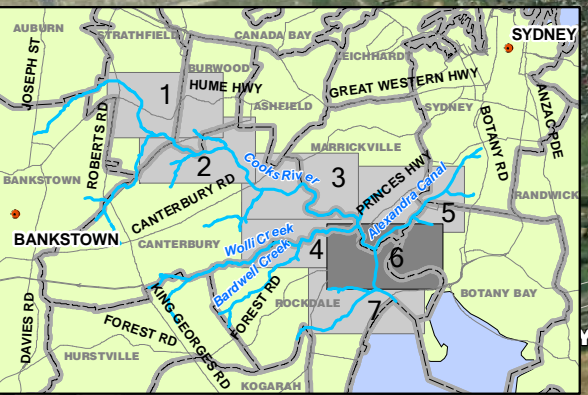 AUBURN
STRATHFIELD
CANADA BAY
SYDNEY
JOSEPH ST
BURWOOD
LEICHHARDT
1
HUME HWY
GREAT WESTERN HWY
ANZAC PDE
ROBERTS RD
ASHFIELD
SYDNEY
BOTANY RD
MARRICKVILLE
2
Cooks River
3
PRINCES HWY
BANKSTOWN
CANTERBURY RD
Alexandra Canal
RANDWICK
5
BANKSTOWN
CANTERBURY
Wolli Creek
4
6
Bardwell Creek
KING GEORGES RD
FOREST RD
ROCKDALE
BOTANY BAY
7
DAVIES RD
FOREST RD
HURSTVILLE
KOGARAH
Y